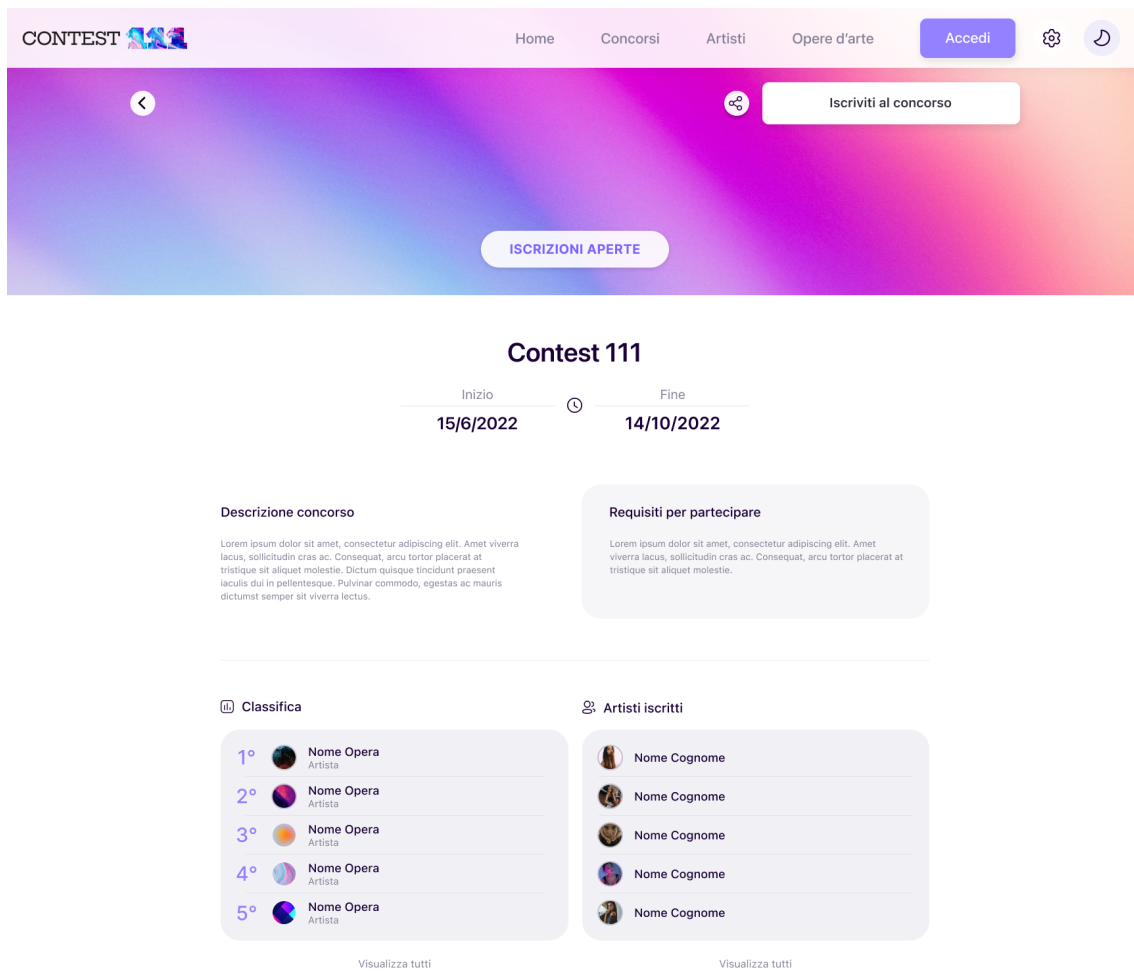 CONTEST 111
Home Concorsi Artisti Opere d'arte Accedi
Iscriviti al concorso
ISCRIZIONI APERTE
Contest 111
Inizio
15/6/2022
Fine
14/10/2022
Descrizione concorso
Lorem ipsum dolor sit amet, consectetur adipiscing elit. Amet viverra
lacus, sollicitudin cras ac. Consequat, arcu tortor placerat at
tristique sit aliquet molestie. Dictum quisque tincidunt praesent
iaculis dui in pellentesque. Pulvinar commodo, egestas ac mauris
dictumst semper sit viverra lectus.
Requisiti per partecipare
Lorem ipsum dolor sit amet, consectetur adipiscing elit. Amet
viverra lacus, sollicitudin cras ac. Consequat, arcu tortor placerat at
tristique sit aliquet molestie.
Classifica
1° Nome Opera
Artista
2° Nome Opera
Artista
3° Nome Opera
Artista
4° Nome Opera
Artista
5° Nome Opera
Artista
Visualizza tutti
Artisti iscritti
Nome Cognome
Nome Cognome
Nome Cognome
Nome Cognome
Nome Cognome
Visualizza tutti